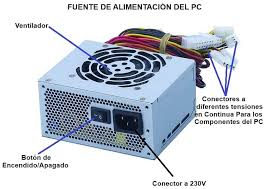 FUENTE DE ALIMENTACION DEL PC
Ventilador
Conectores a
diferentes tensiones
en Continua Para los
Componentes del PC
Botón de
Encendido/Apagado
Conector a 230V